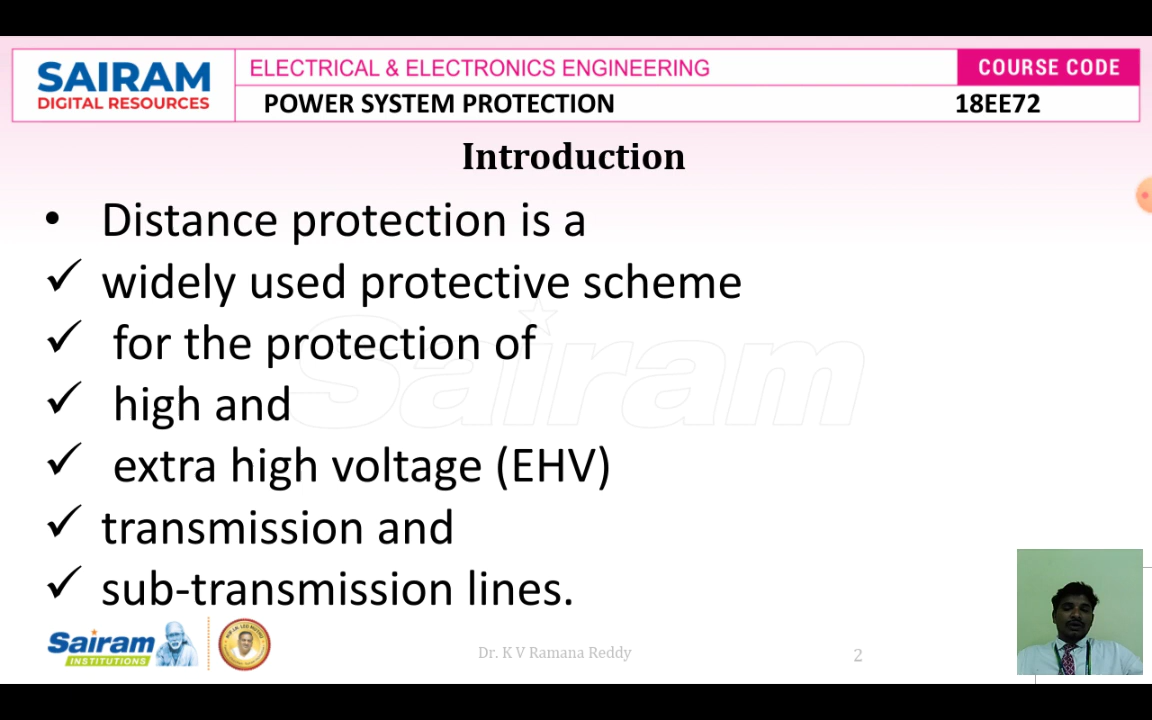 SAIRAM
DIGITAL RESOURCES
ELECTRICAL & ELECTRONICS ENGINEERING
COURSE CODE
POWER SYSTEM PROTECTION
18EE72
Introduction
• Distance protection is a
✓ widely used protective scheme
✓ for the protection of
✓ high and
✓ extra high voltage (EHV)
✓ transmission and
✓ sub-transmission lines.
Sairam
Sairam
INSTITUTIONS
Dr. K V Ramana Reddy
2